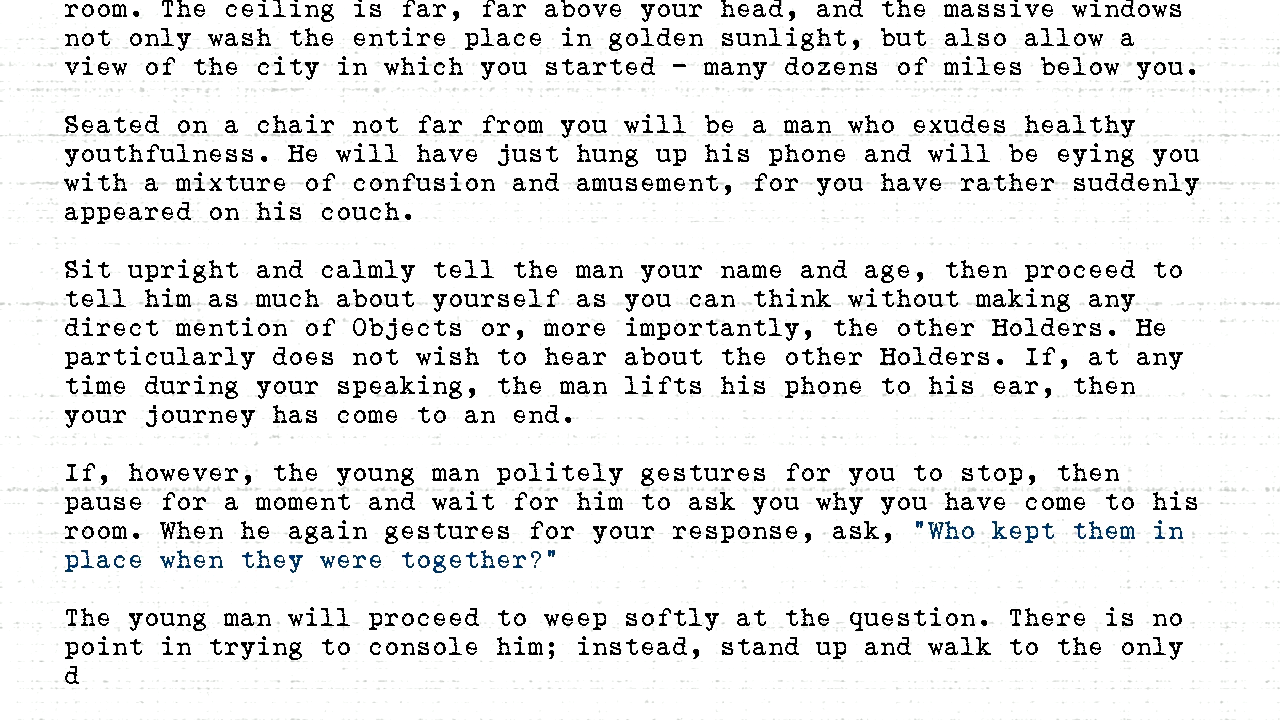 room. The ceiling is far, far above your head, and the massive windows
not only wash the entire place in golden sunlight, but also allow a
view of the city in which you started - many dozens of miles below you.
Seated on a chair not far from you will be a man who exudes healthy
youthfulness. He will have just hung up his phone and will be eying you
with a mixture of confusion and amusement, for you have rather suddenly
appeared on his couch.
Sit upright and calmly tell the man your name and age, then proceed to
tell him as much about yourself as you can think without making any
direct mention of Objects or, more importantly, the other Holders. He
particularly does not wish to hear about the other Holders. If, at any
time during your speaking, the man lifts his phone to his ear, then
your journey has come to an end.
If, however, the young man politely gestures for you to stop, then
pause for a moment and wait for him to ask you why you have come to his
room. When he again gestures for your response, ask, "Who kept them in
place when they were together?"
The young man will proceed to weep softly at the question. There is no
point in trying to console him; instead, stand up and walk to the only
d